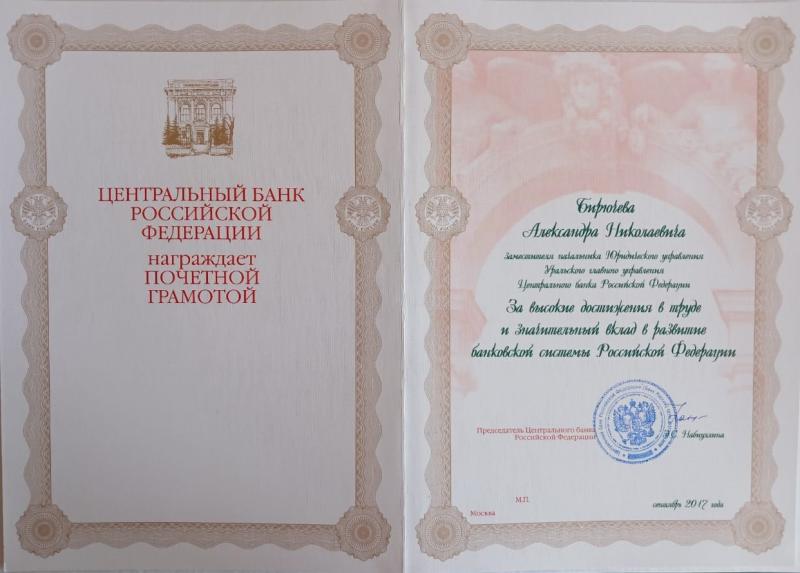 ЦЕНТРАЛЬНЫЙ БАНК
РОССИЙСКОЙ
ФЕДЕРАЦИИ
награждает
ПОЧЕТНОЙ
ГРАМОТОЙ
Бирючева
Александра Николаевича
заместителя начальника Юридического управления
Уральского главного управления
Центрального банка Российской Федерации
За высокие достижения в труде
и значительный вклад в развитие
банковской системы Российской Федерации
Председатель Центрального банка
Российской Федерации
Э.С. Набиуллина
М.П.
Москва
октябрь 2017 года